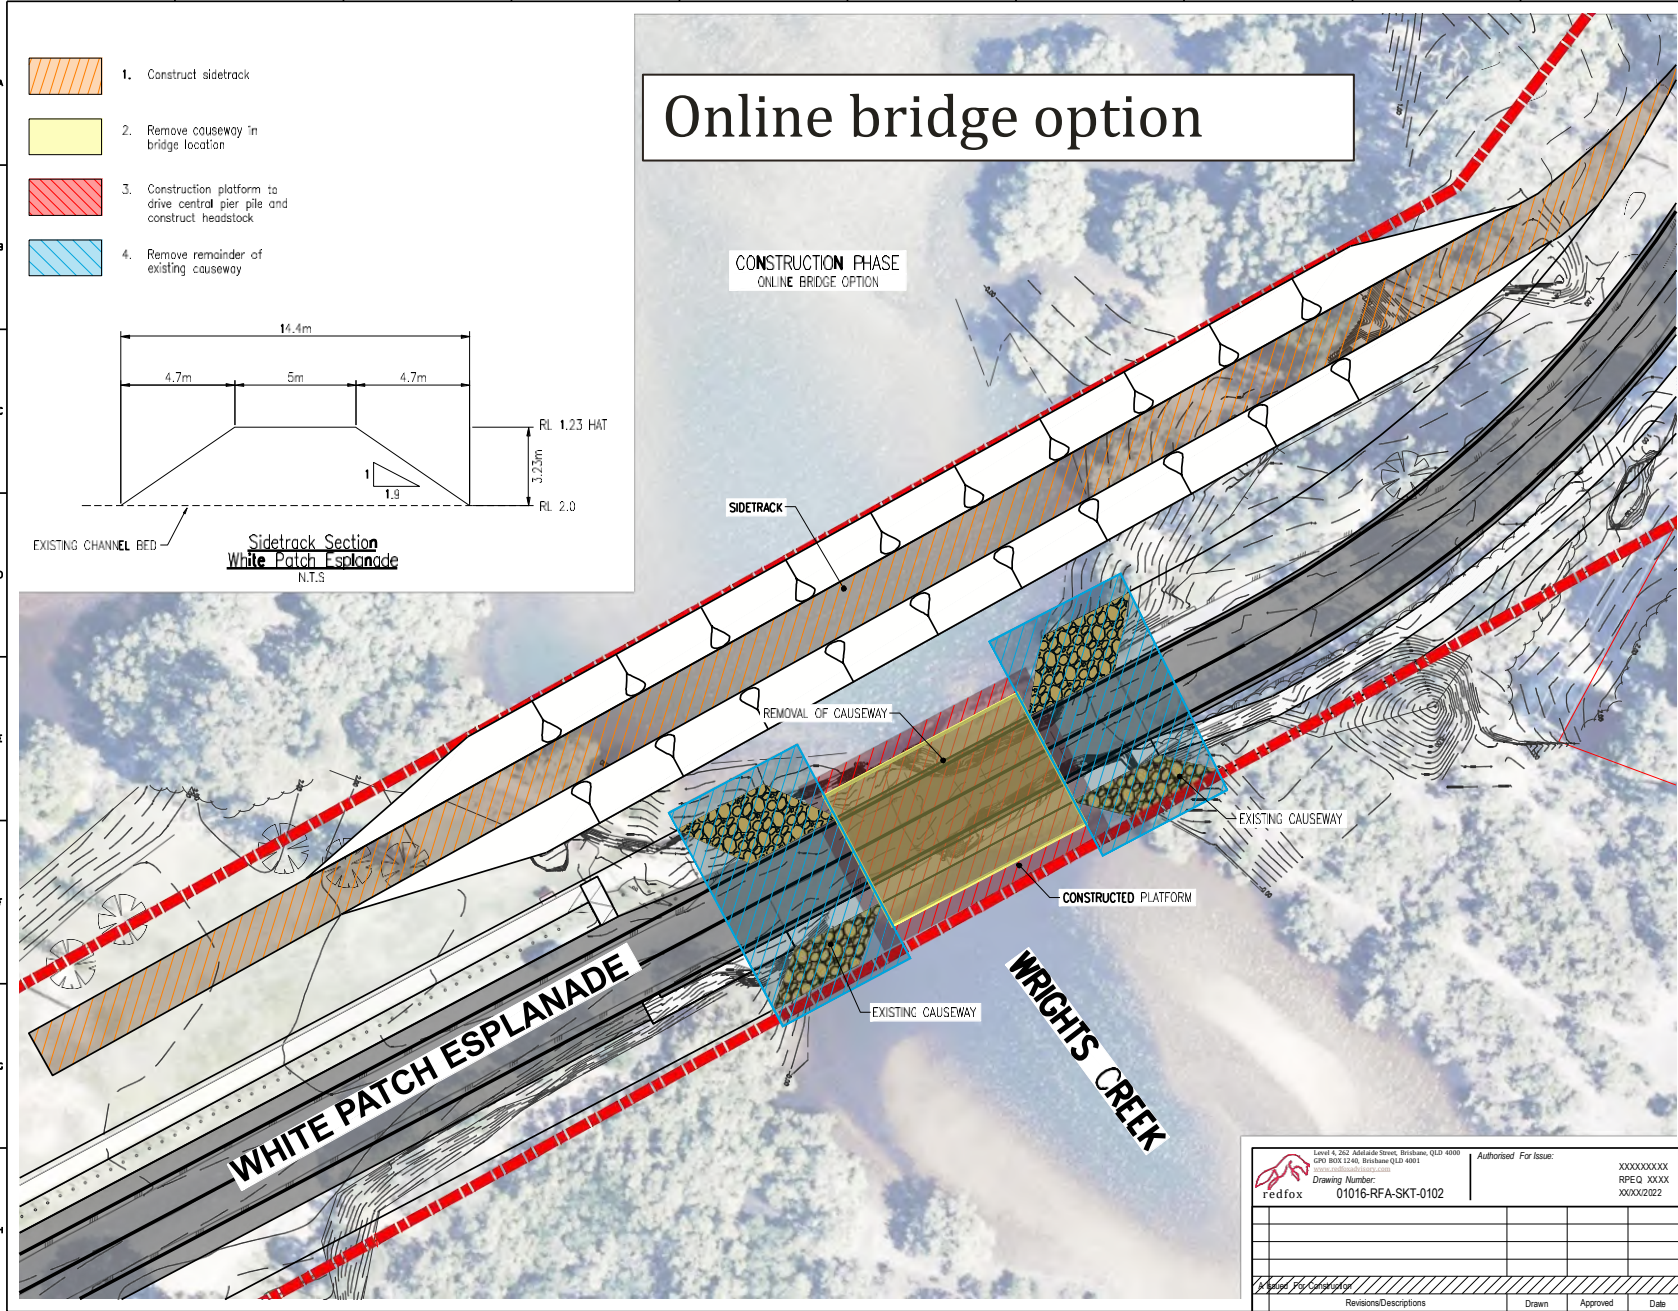 Online bridge option
1. Construct sidetrack
2. Remove causeway in
bridge location
3. Construction platform to
drive central pier pile and
construct headstock
4. Remove remainder of
existing causeway
CONSTRUCTION PHASE
ONLINE BRIDGE OPTION
14.4m
4.7m
5m
4.7m
RL 1.23 HAT
3.23m
1
1.9
RL 2.0
EXISTING CHANNEL BED
Sidetrack Section
White Patch Esplanade
N.T.S
SIDETRACK
REMOVAL OF CAUSEWAY
EXISTING CAUSEWAY
CONSTRUCTED PLATFORM
EXISTING CAUSEWAY
WHITE PATCH ESPLANADE
WRIGHTS CREEK
redfox
Level 4, 262 Adelaide Street, Brisbane, QLD 4000
GPO BOX 1240, Brisbane QLD 4001
www.redfoxadvisory.com
Drawing Number:
01016-RFA-SKT-0102
Authorised For Issue:
XXXXXXXXX
RPEQ XXXX
XX/XX/2022
A Issued For Construction
Revisions/Descriptions
Drawn
Approved
Date